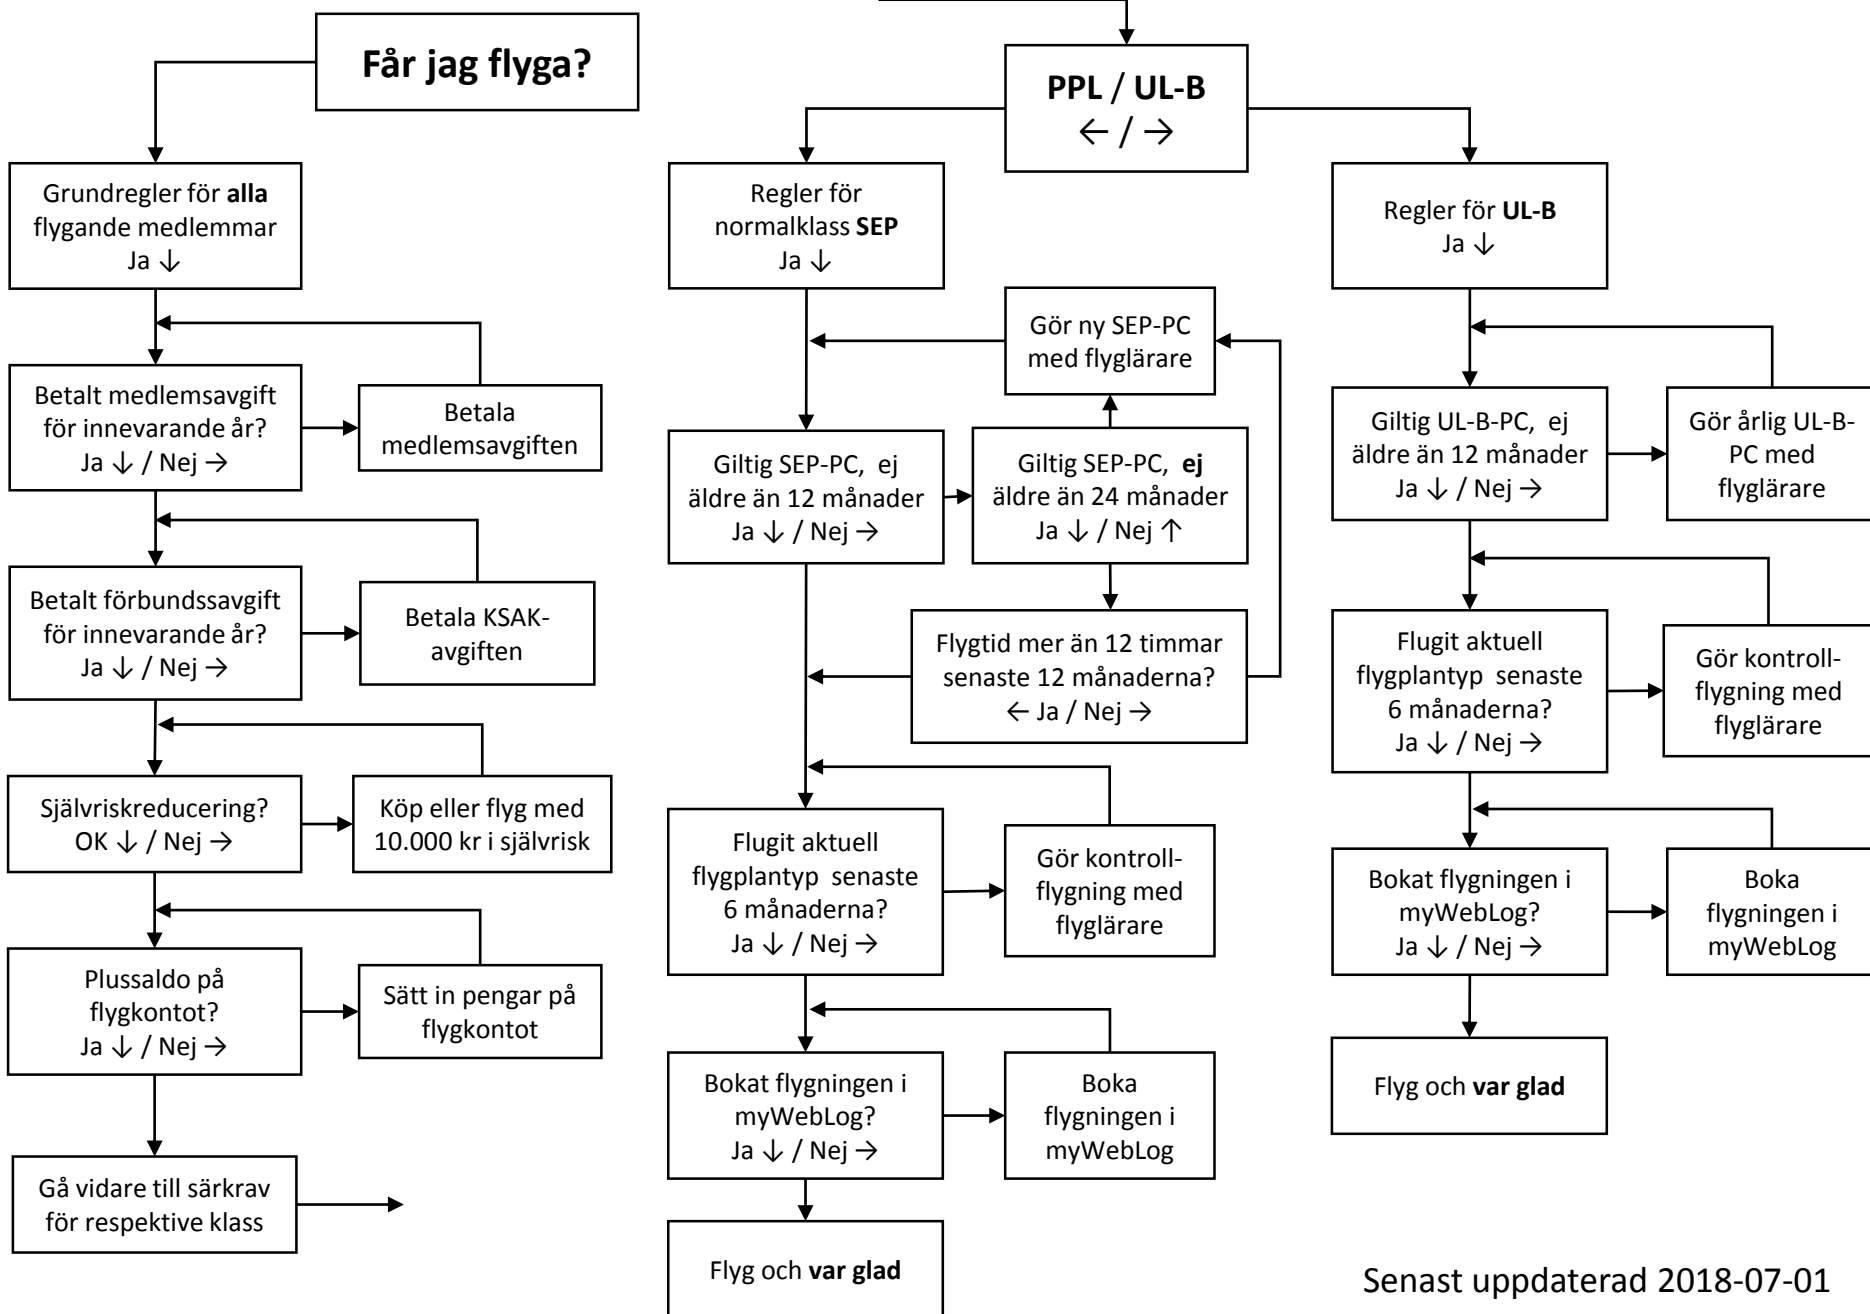 Får jag flyga?
Grundregler för alla
flygande medlemmar
Ja ↓
Betalt medlemsavgift
för innevarande år?
Ja ↓ / Nej →
Betala
medlemsavgiften
Betalt förbundssavgift
för innevarande år?
Ja ↓ / Nej →
Betala KSAK-
avgiften
Självriskreducering?
OK ↓ / Nej →
Köp eller flyg med
10.000 kr i självrisk
Plussaldo på
flygkontot?
Ja ↓ / Nej →
Sätt in pengar på
flygkontot
Gå vidare till särkrav
för respektive klass
PPL / UL-B
← / →
Regler för
normalklass SEP
Ja ↓
Gör ny SEP-PC
med flyglärare
Giltig SEP-PC, ej
äldre än 12 månader
Ja ↓ / Nej →
Giltig SEP-PC, ej
äldre än 24 månader
Ja ↓ / Nej ↑
Flygtid mer än 12 timmar
senaste 12 månaderna?
← Ja / Nej →
Flugit aktuell
flygplantyp senaste
6 månaderna?
Ja ↓ / Nej →
Gör kontroll-
flygning med
flyglärare
Bokat flygningen i
myWebLog?
Ja ↓ / Nej →
Boka
flygningen i
myWebLog
Flyg och var glad
Regler för UL-B
Ja ↓
Giltig UL-B-PC, ej
äldre än 12 månader
Ja ↓ / Nej →
Gör årlig UL-B-
PC med
flyglärare
Flugit aktuell
flygplantyp senaste
6 månaderna?
Ja ↓ / Nej →
Gör kontroll-
flygning med
flyglärare
Bokat flygningen i
myWebLog?
Ja ↓ / Nej →
Boka
flygningen i
myWebLog
Flyg och var glad
Senast uppdaterad 2018-07-01